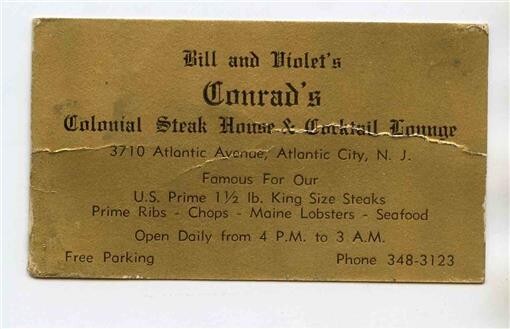 Bill and Violet's
Conrad's
Colonial Steak House & Cocktail Lounge
3710 Atlantic Avenue, Atlantic City, N. J.
Famous For Our
U.S. Prime 1½ lb. King Size Steaks
Prime Ribs - Chops - Maine Lobsters - Seafood
Open Daily from 4 P.M. to 3 A.M.
Free Parking Phone 348-3123